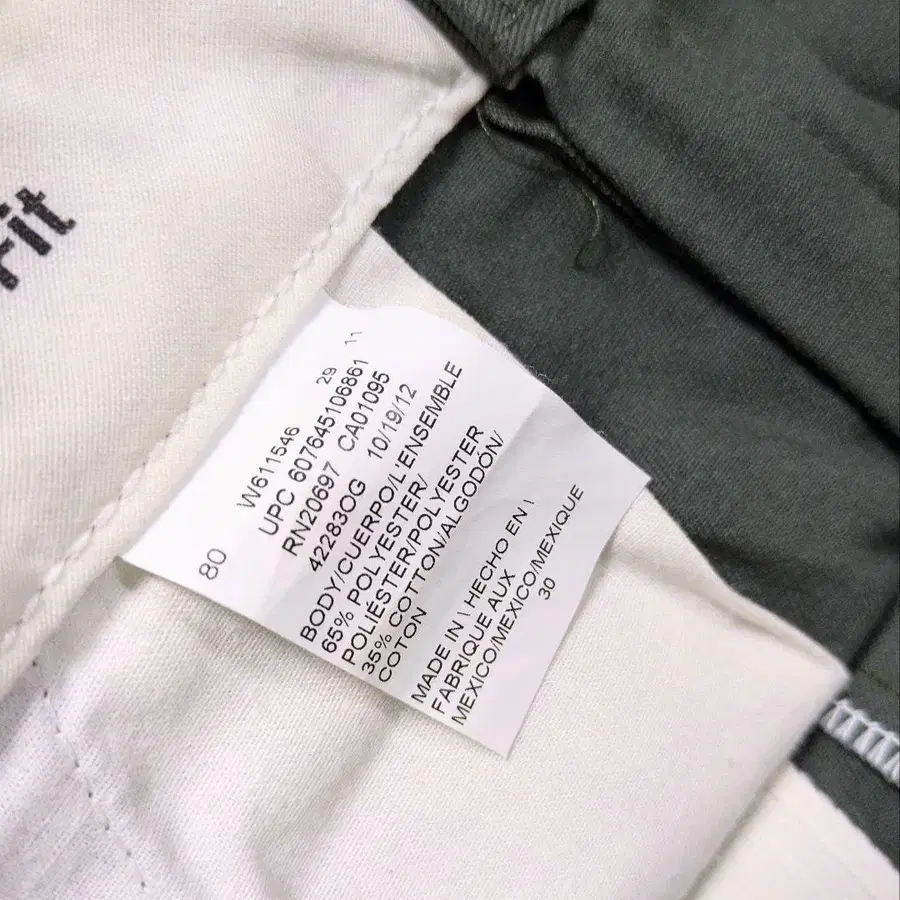 Fit
29 11
W611546
UPC 607645106861
RN20697 CA01095
42283OG 10/19/12
80
BODY/CUERPO/L'ENSEMBLE
65% POLYESTER/
POLIÉSTER/POLYESTER
35% COTTON/ALGODÓN/
COTON
MADE IN \ HECHO EN \
FABRIQUE AUX
MEXICO/MEXICO/MEXIQUE
30